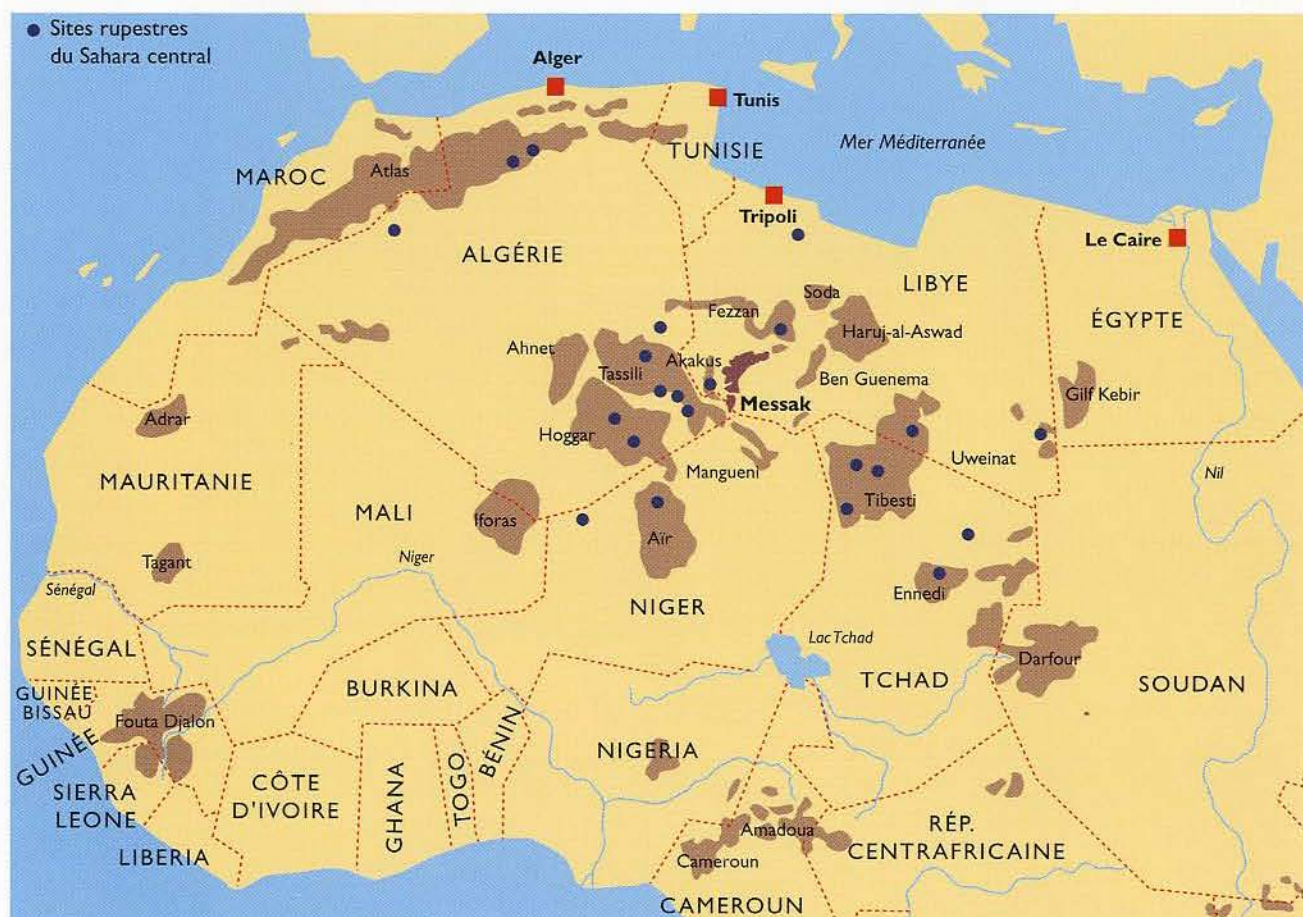 Sites rupestres
du Sahara central
Alger
Tunis
Mer Méditerranée
TUNISIE
MAROC
Atlas
Tripoli
Le Caire
ALGÉRIE
LIBYE
Soda
Fezzan
ÉGYPTE
Haruj-al-Aswad
Ahnet
Akakus
Tassili
Ben Guenema
Gilf Kebir
Messak
Adrar
Hoggar
Uweinat
Mangueni
Nil
MAURITANIE
Tibesti
MALI
Iforas
Aïr
Niger
Tagant
Sénégal
Ennedi
NIGER
Lac Tchad
SÉNÉGAL
Darfour
TCHAD
SOUDAN
BURKINA
GUINÉE
BISSAU
Fouta Djalon
BÉNIN
NIGERIA
GUINÉE
CÔTE
D'IVOIRE
GHANA
TOGO
SIERRA
LEONE
RÉP.
CENTRAFRICAINE
Amadoua
LIBERIA
Cameroun
CAMEROUN